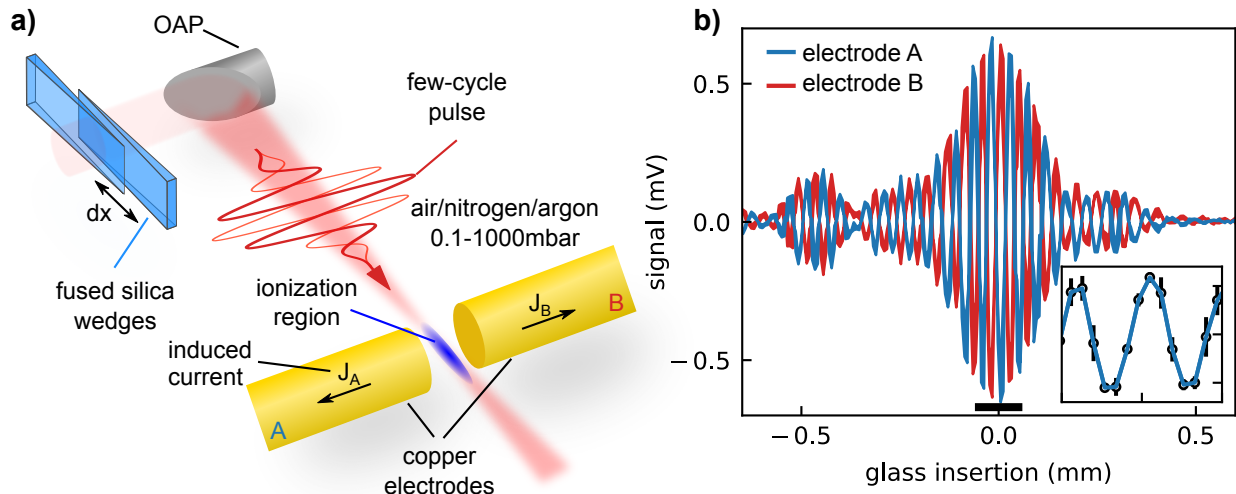 a)
OAP
few-cycle
pulse
dx
air/nitrogen/argon
0.1-1000mbar
fused silica
wedges
ionization
region
J_B
B
induced
current
J_A
A
copper
electrodes
b)
electrode A
electrode B
signal (mV)
0.5
0.0
−0.5
−0.5
0.0
0.5
glass insertion (mm)